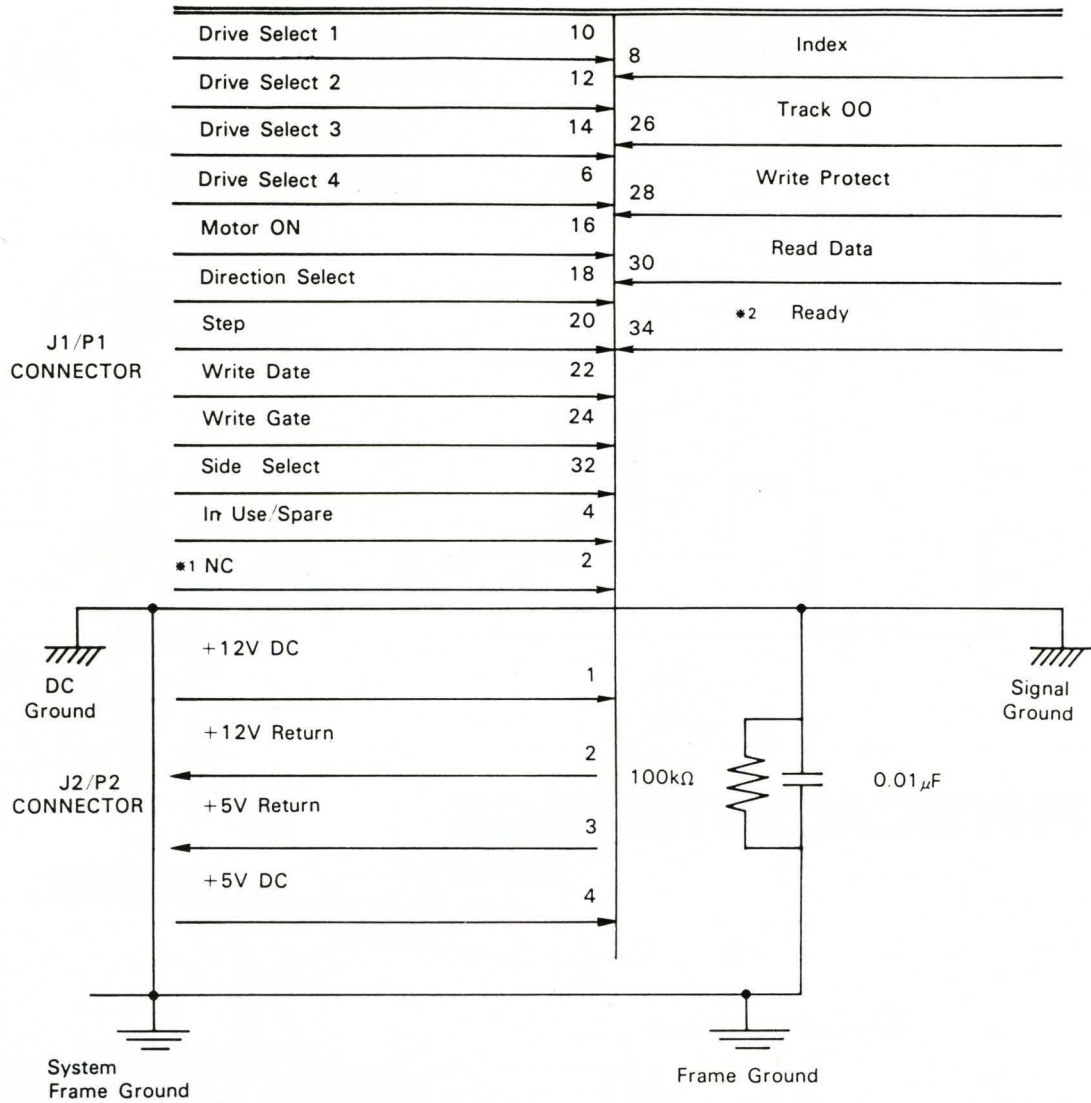 Drive Select 1 10
8 Index
Drive Select 2 12
Track OO
Drive Select 3 14
26
Drive Select 4 6
Write Protect
28
Motor ON 16
Read Data
30
Direction Select 18
*2 Ready
Step 20
34
J1/P1
CONNECTOR
Write Date 22
Write Gate 24
Side Select 32
In Use/Spare 4
*1 NC 2
DC
Ground
+12V DC
1
Signal
Ground
+12V Return
2
J2/P2
CONNECTOR
100kΩ
0.01μF
+5V Return
3
+5V DC
4
System
Frame Ground
Frame Ground